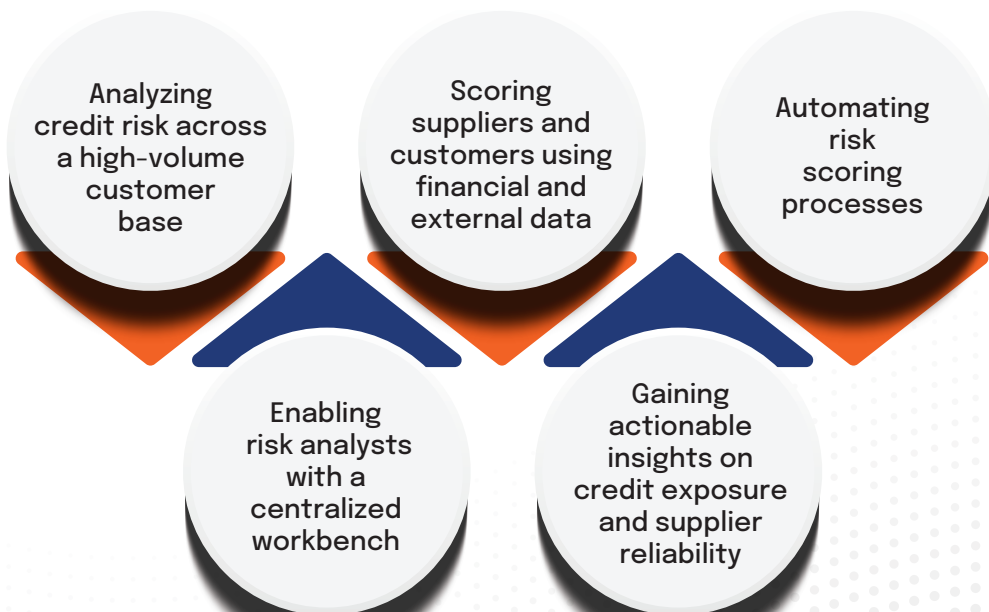 Analyzing
credit risk across
a high-volume
customer
base
Scoring
suppliers and
customers using
financial and
external data
Automating
risk
scoring
processes
Enabling
risk analysts
with a
centralized
workbench
Gaining
actionable
insights on
credit exposure
and supplier
reliability